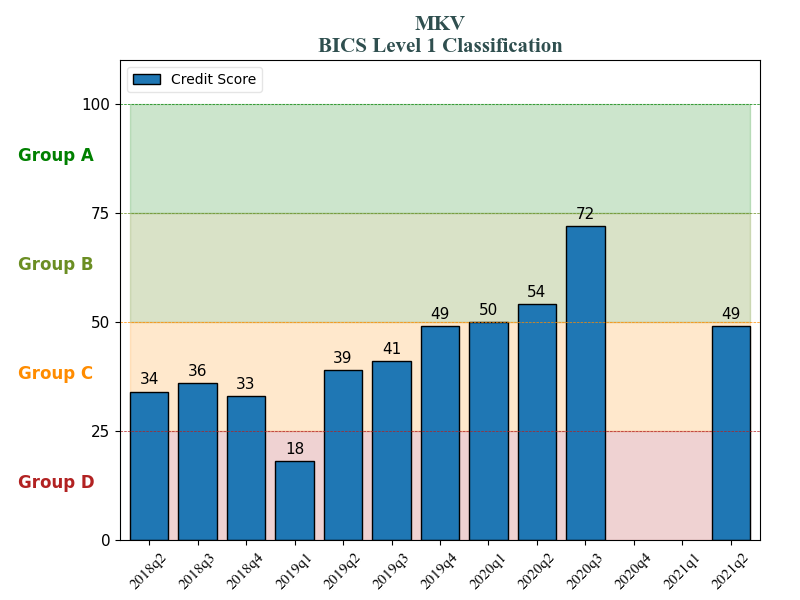 MKV
BICS Level 1 Classification
Credit Score
100
Group A
75
72
Group B
54
50
50
49
49
41
39
Group C
36
34
33
25
18
Group D
0
2018q2 2018q3 2018q4 2019q1 2019q2 2019q3 2019q4 2020q1 2020q2 2020q3 2020q4 2021q1 2021q2